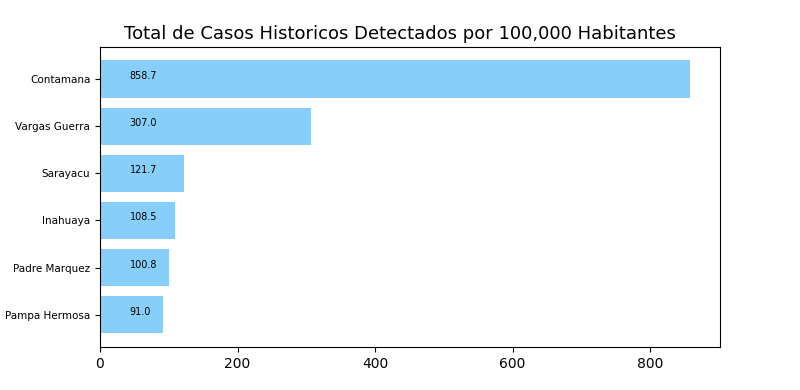 Total de Casos Historicos Detectados por 100,000 Habitantes
Contamana 858.7
Vargas Guerra 307.0
Sarayacu 121.7
Inahuaya 108.5
Padre Marquez 100.8
Pampa Hermosa 91.0
0 200 400 600 800